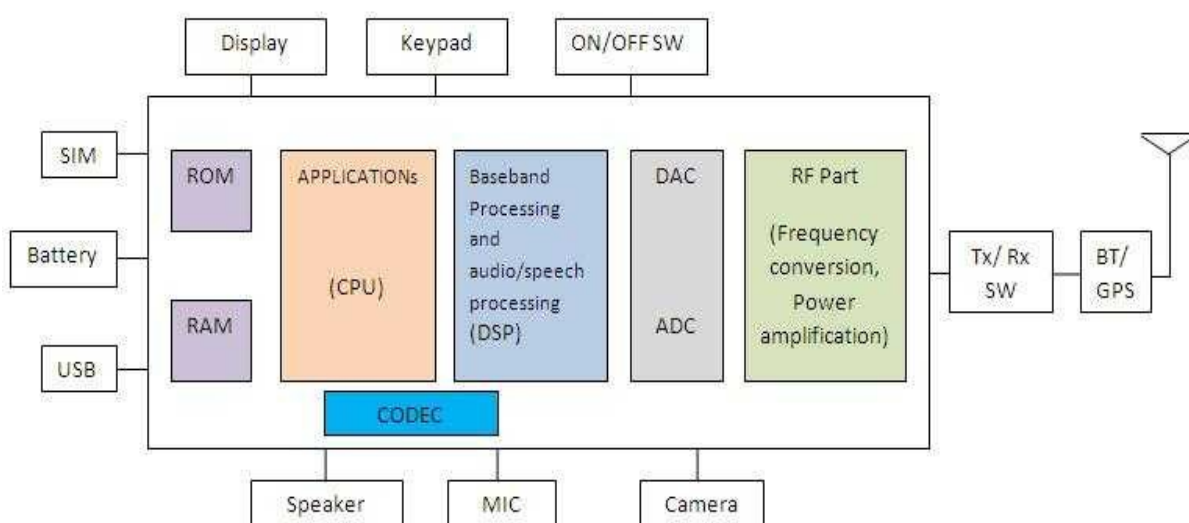 Display
Keypad
ON/OFF SW
SIM
Battery
USB
ROM
RAM
APPLICATIONs
(CPU)
Baseband
Processing
and
audio/speech
processing
(DSP)
DAC
ADC
RF Part
(Frequency
conversion,
Power
amplification)
CODEC
Tx/ Rx
SW
BT/
GPS
Speaker
MIC
Camera